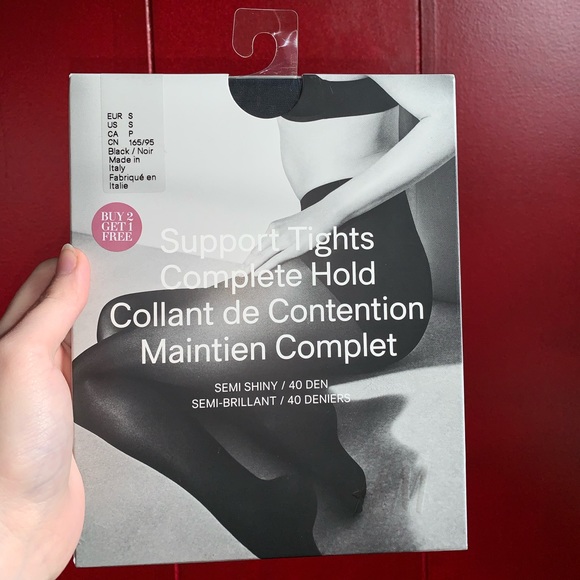 EUR S
US S
CA P
CN 165/95
Black / Noir
Made in
Italy
Fabriqué en
Italie
BUY 2
GET 1
FREE
Support Tights
Complete Hold
Collant de Contention
Maintien Complet
SEMI SHINY / 40 DEN
SEMI-BRILLANT / 40 DENIERS